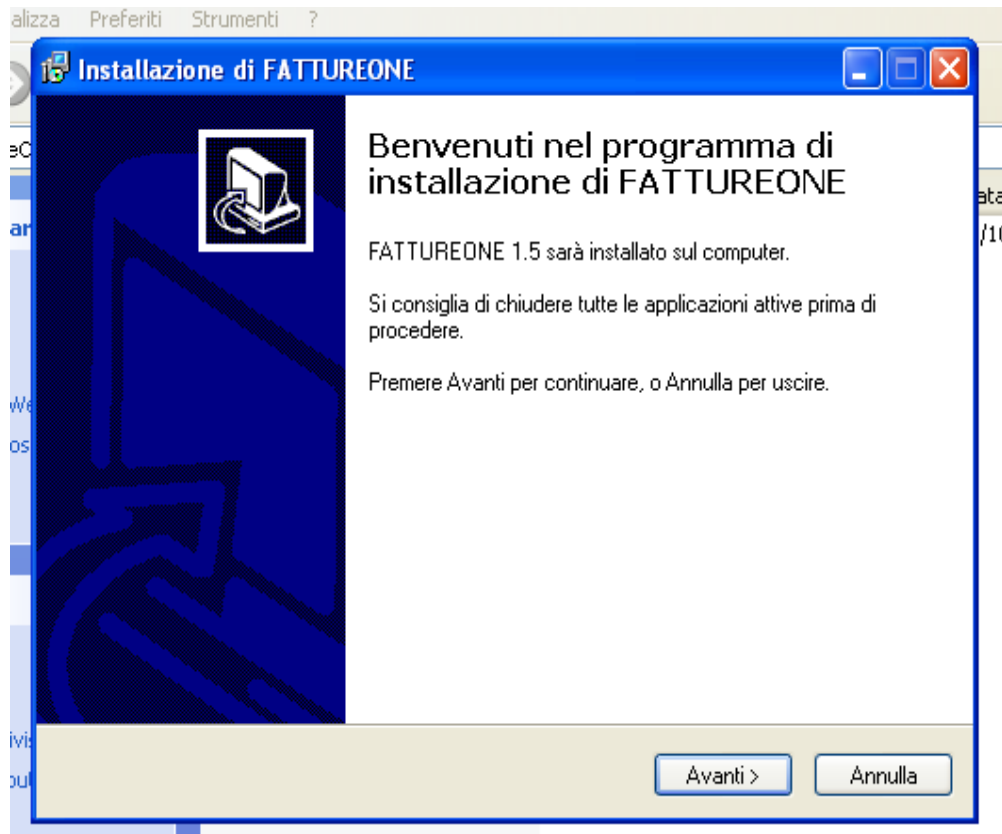 alizza Preferiti Strumenti ?
Installazione di FATTUREONE
Benvenuti nel programma di
installazione di FATTUREONE
FATTUREONE 1.5 sarà installato sul computer.
Si consiglia di chiudere tutte le applicazioni attive prima di
procedere.
Premere Avanti per continuare, o Annulla per uscire.
Avanti >
Annulla